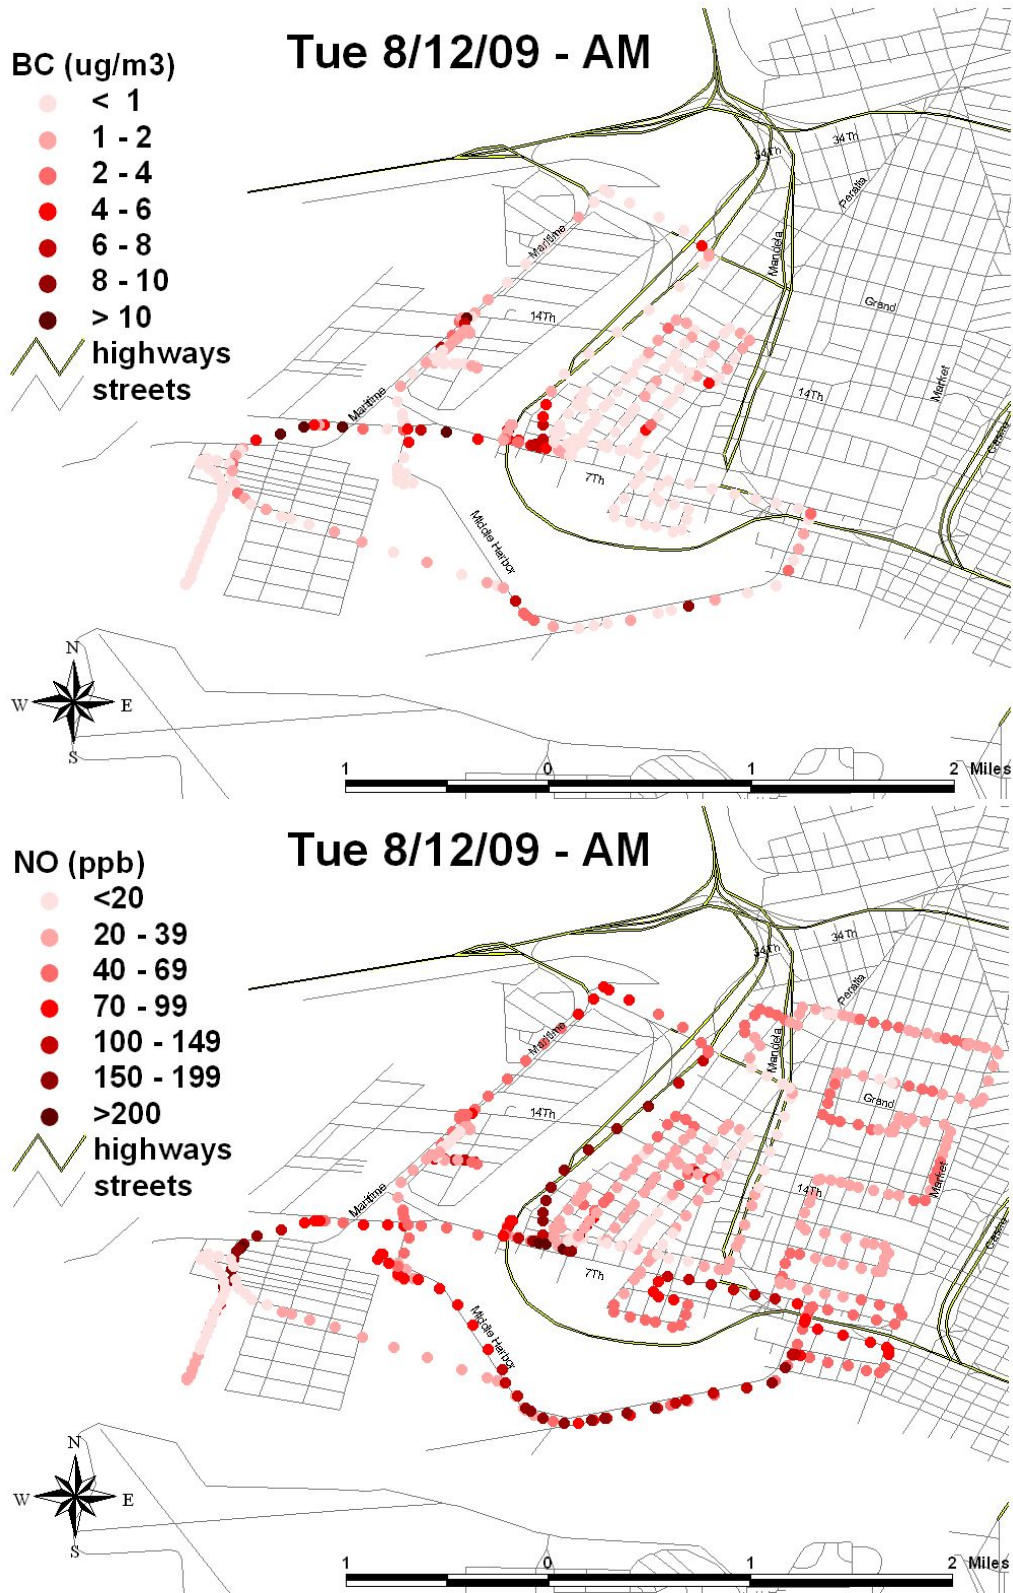 Tue 8/12/09 - AM
BC (ug/m3)
< 1
1 - 2
2 - 4
4 - 6
6 - 8
8 - 10
> 10
highways
streets
34Th
34Th
Peralta
Maritime
Mandela
Grand
14Th
Market
14Th
Maritime
7Th
Middle Harbor
N
W E
S
1 0 1 2 Miles
Tue 8/12/09 - AM
NO (ppb)
<20
20 - 39
40 - 69
70 - 99
100 - 149
150 - 199
>200
highways
streets
34Th
34Th
Peralta
Maritime
Mandela
Grand
14Th
Market
14Th
Maritime
7Th
Middle Harbor
N
W E
S
1 0 1 2 Miles